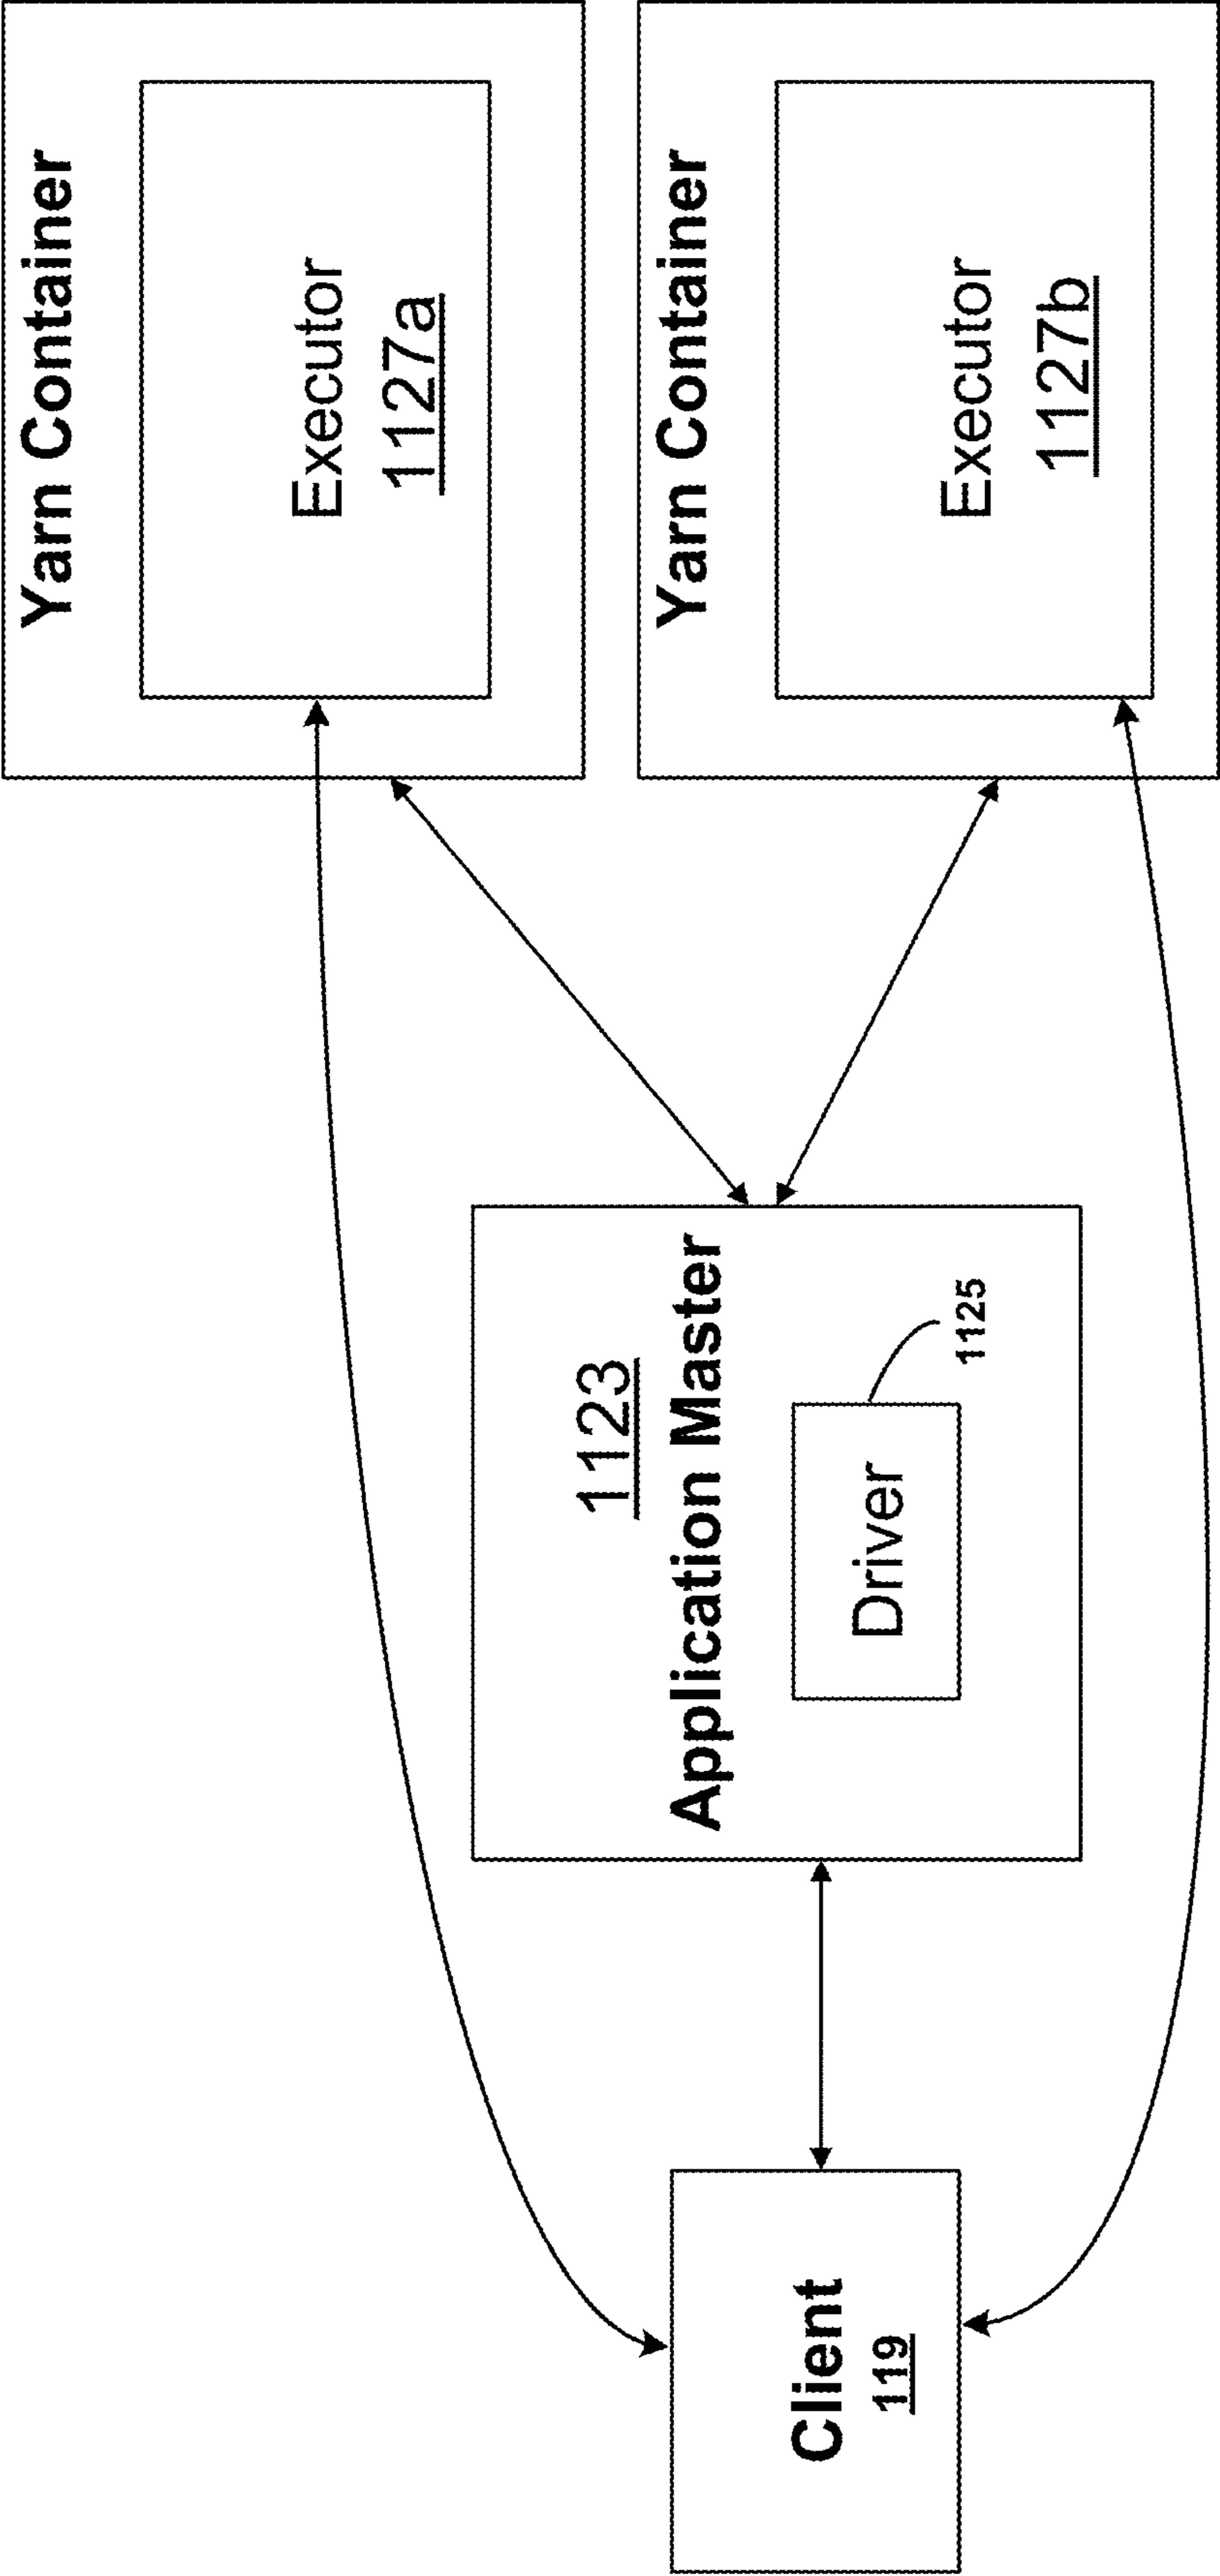 Client
119
1123
Application Master
Driver
1125
Yarn Container
Executor
1127a
Yarn Container
Executor
1127b